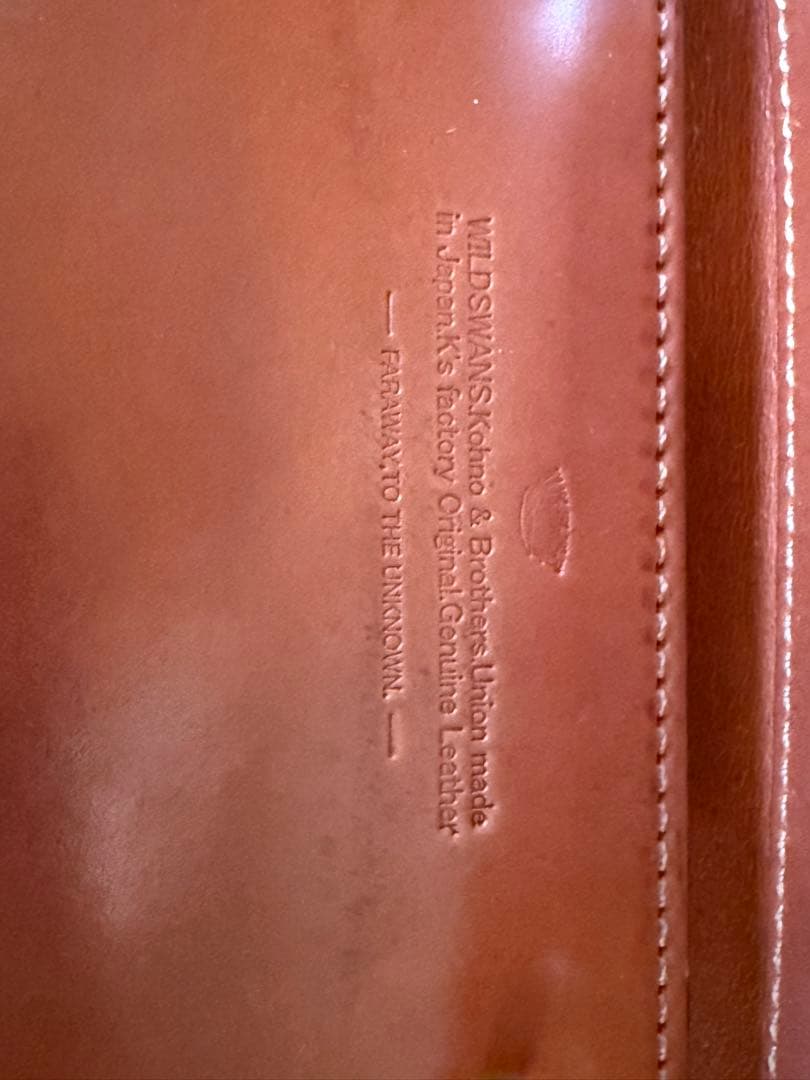 WILDSWANS.Kohno & Brothers.Union made
in Japan.K's factory Original.Genuine Leather
— FARAWAY,TO THE UNKNOWN. —